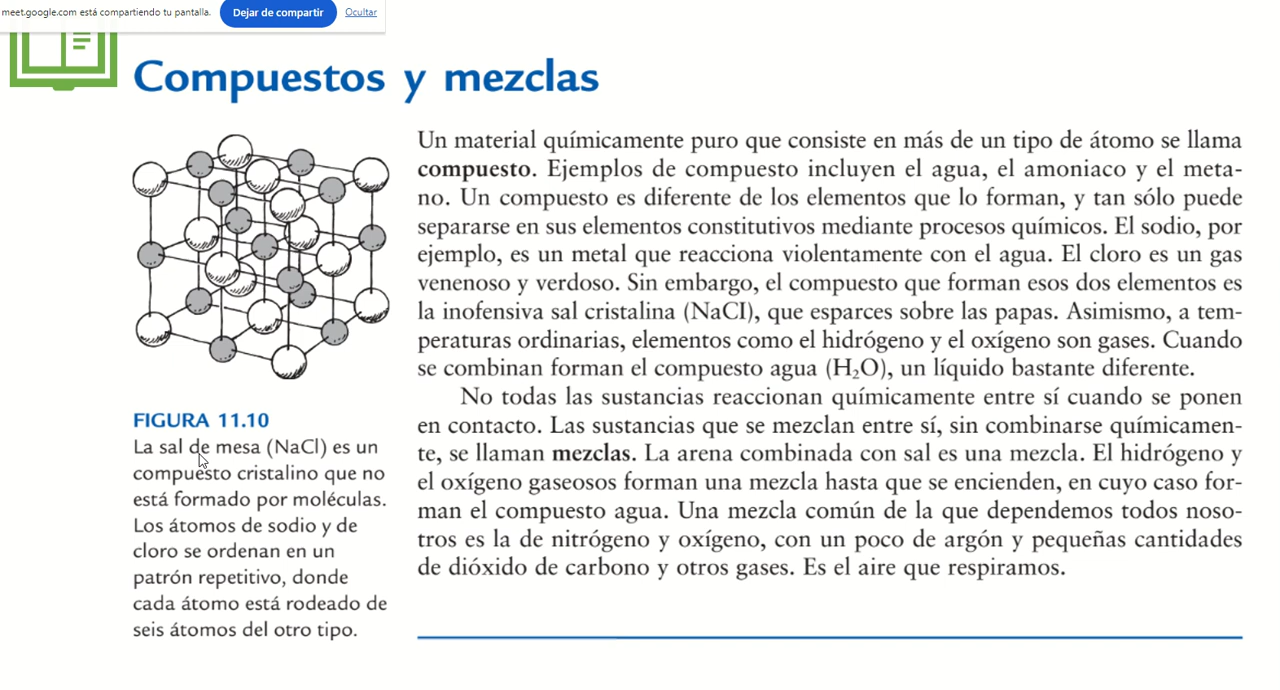 meet.google.com está compartiendo tu pantalla.
Dejar de compartir
Ocultar
Compuestos y mezclas
Un material químicamente puro que consiste en más de un tipo de átomo se llama
compuesto. Ejemplos de compuesto incluyen el agua, el amoniaco y el meta-
no. Un compuesto es diferente de los elementos que lo forman, y tan sólo puede
separarse en sus elementos constitutivos mediante procesos químicos. El sodio, por
ejemplo, es un metal que reacciona violentamente con el agua. El cloro es un gas
venenoso y verdoso. Sin embargo, el compuesto que forman esos dos elementos es
la inofensiva sal cristalina (NaCI), que esparces sobre las papas. Asimismo, a tem-
peraturas ordinarias, elementos como el hidrógeno y el oxígeno son gases. Cuando
se combinan forman el compuesto agua (H₂O), un líquido bastante diferente.
No todas las sustancias reaccionan químicamente entre sí cuando se ponen
en contacto. Las sustancias que se mezclan entre sí, sin combinarse químicamen-
te, se llaman mezclas. La arena combinada con sal es una mezcla. El hidrógeno y
el oxígeno gaseosos forman una mezcla hasta que se encienden, en cuyo caso for-
man el compuesto agua. Una mezcla común de la que dependemos todos noso-
tros es la de nitrógeno y oxígeno, con un poco de argón y pequeñas cantidades
de dióxido de carbono y otros gases. Es el aire que respiramos.
FIGURA 11.10
La sal de mesa (NaCl) es un
compuesto cristalino que no
está formado por moléculas.
Los átomos de sodio y de
cloro se ordenan en un
patrón repetitivo, donde
cada átomo está rodeado de
seis átomos del otro tipo.